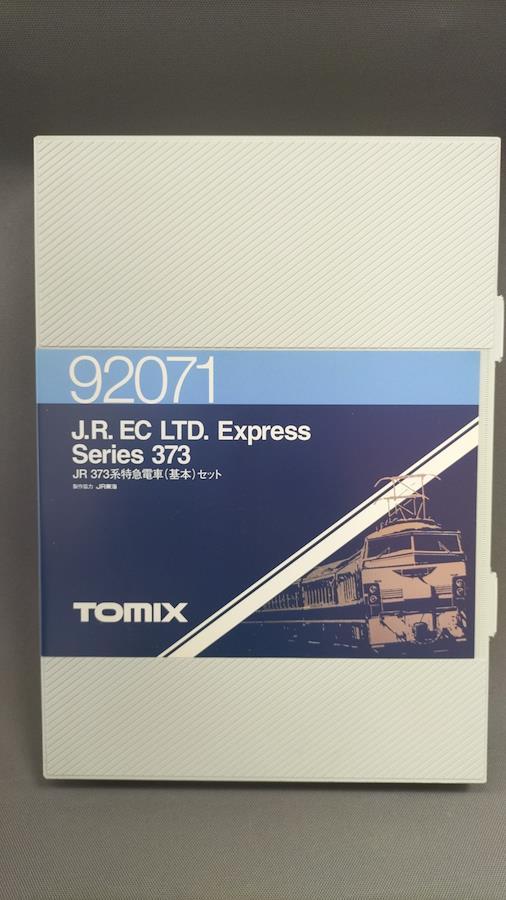 92071
J.R. EC LTD. Express
Series 373
JR 373系特急電車(基本)セット
製作協力 JR東海
TOMIX